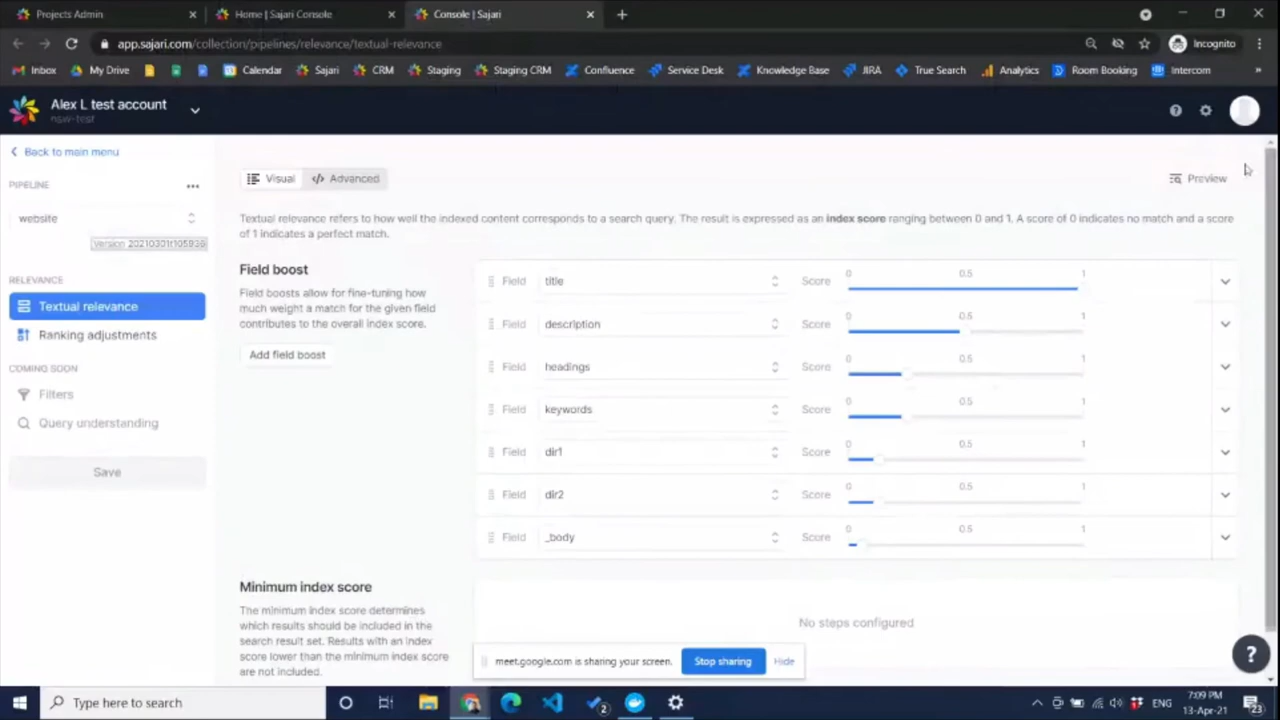 Projects Admin
Home | Sajari Console
Console | Sajari
app.sajari.com/collection/pipelines/relevance/textual-relevance
Incognito
Inbox
My Drive
Calendar
Sajari
CRM
Staging
Staging CRM
Confluence
Service Desk
Knowledge Base
JIRA
True Search
Analytics
Room Booking
Intercom
»
Alex L test account
nsw-test
Back to main menu
PIPELINE
website
Version 20210301t105936
RELEVANCE
Textual relevance
Ranking adjustments
COMING SOON
Filters
Query understanding
Save
Visual
</> Advanced
Preview
Textual relevance refers to how well the indexed content corresponds to a search query. The result is expressed as an index score ranging between 0 and 1. A score of 0 indicates no match and a score
of 1 indicates a perfect match.
Field boost
Field boosts allow for fine-tuning how
much weight a match for the given field
contributes to the overall index score.
Add field boost
Field title Score 0 0.5 1
Field description Score 0 0.5 1
Field headings Score 0 0.5 1
Field keywords Score 0 0.5 1
Field dir1 Score 0 0.5 1
Field dir2 Score 0 0.5 1
Field _body Score 0 0.5 1
Minimum index score
The minimum index score determines
which results should be included in the
search result set. Results with an index
score lower than the minimum index score
are not included.
No steps configured
meet.google.com is sharing your screen.
Stop sharing
Hide
?
Type here to search
2
ENG
7:09 PM
13-Apr-21
23